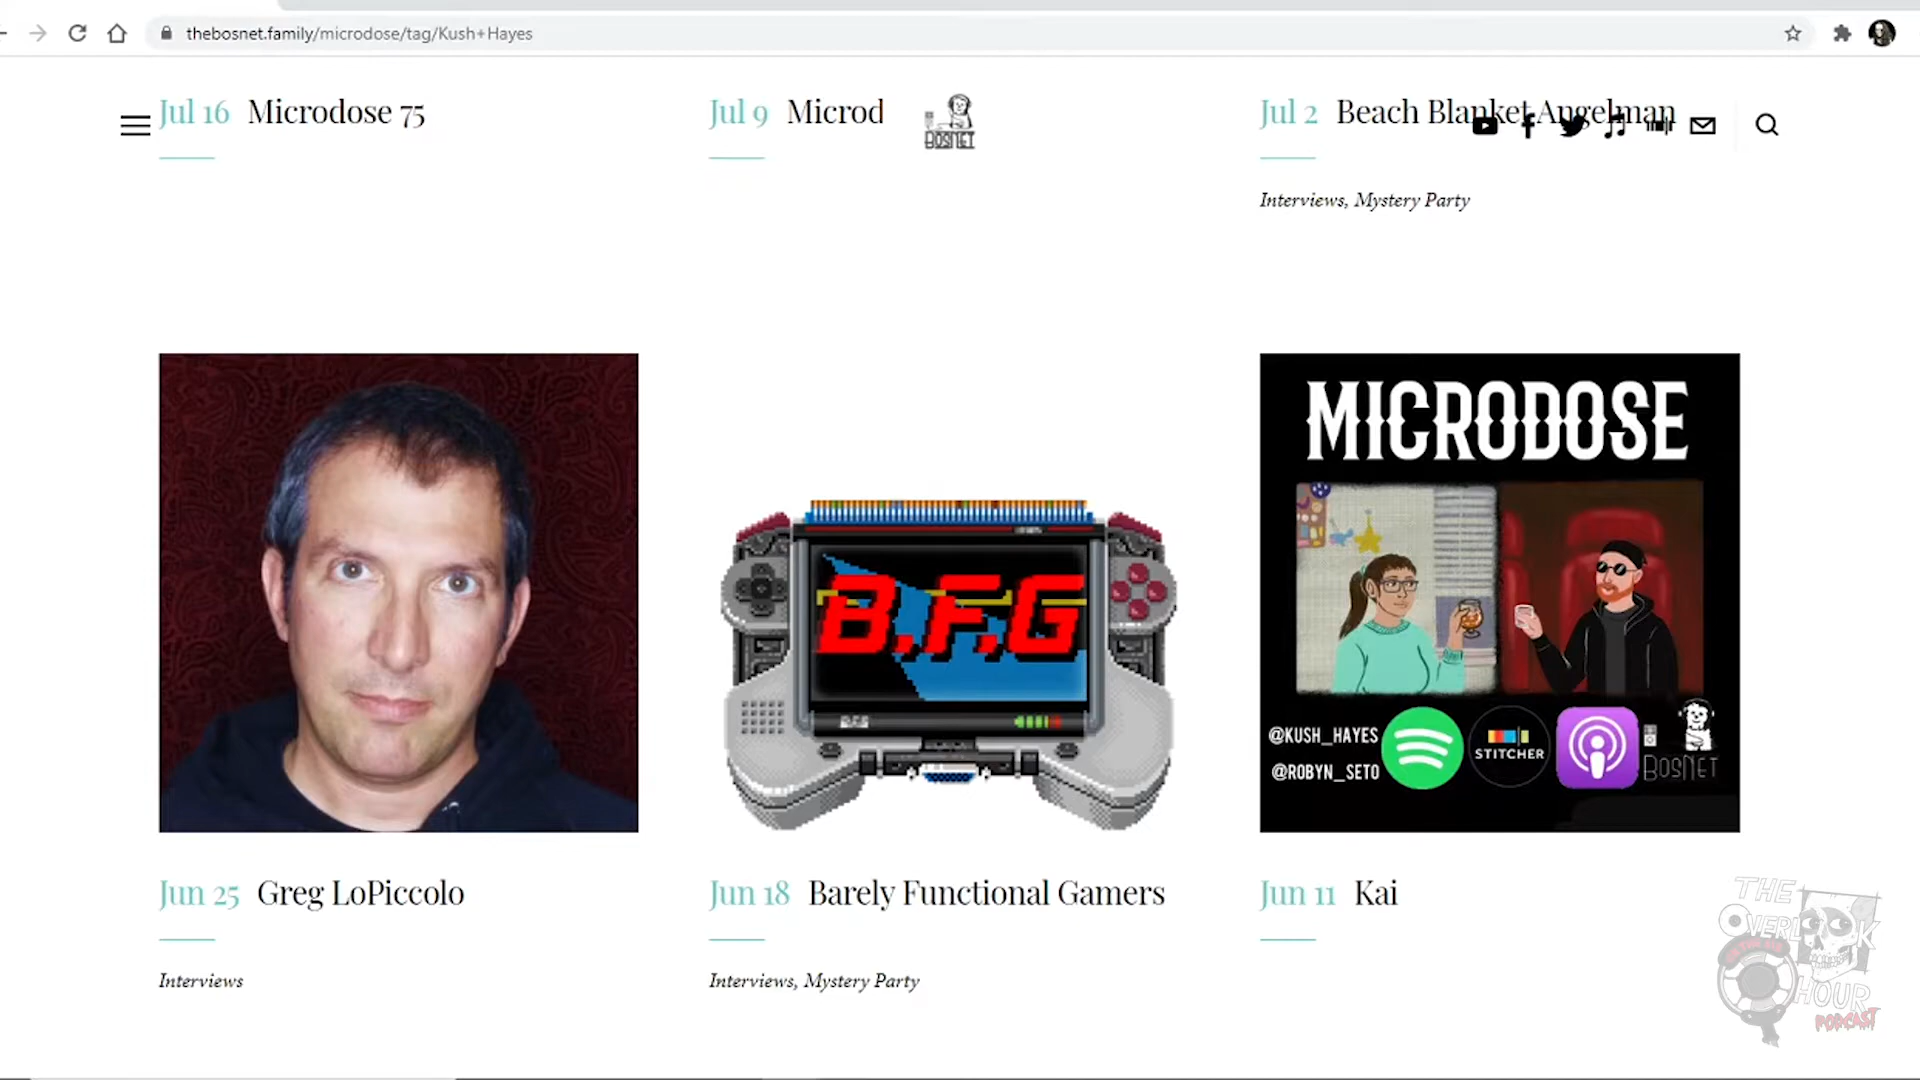 thebosnet.family/microdose/tag/Kush+Hayes
Jul 16 Microdose 75
Jul 9 Microd
BOSNET
Jul 2 Beach Blanket Angelman
Interviews, Mystery Party
B.F.G
B.F.G
MICRODOSE
@KUSH_HAYES
@ROBYN_SETO
STITCHER
BOSNET
Jun 25 Greg LoPiccolo
Interviews
Jun 18 Barely Functional Gamers
Interviews, Mystery Party
Jun 11 Kai
THE
OVERLOOK
HOUR
PODCAST